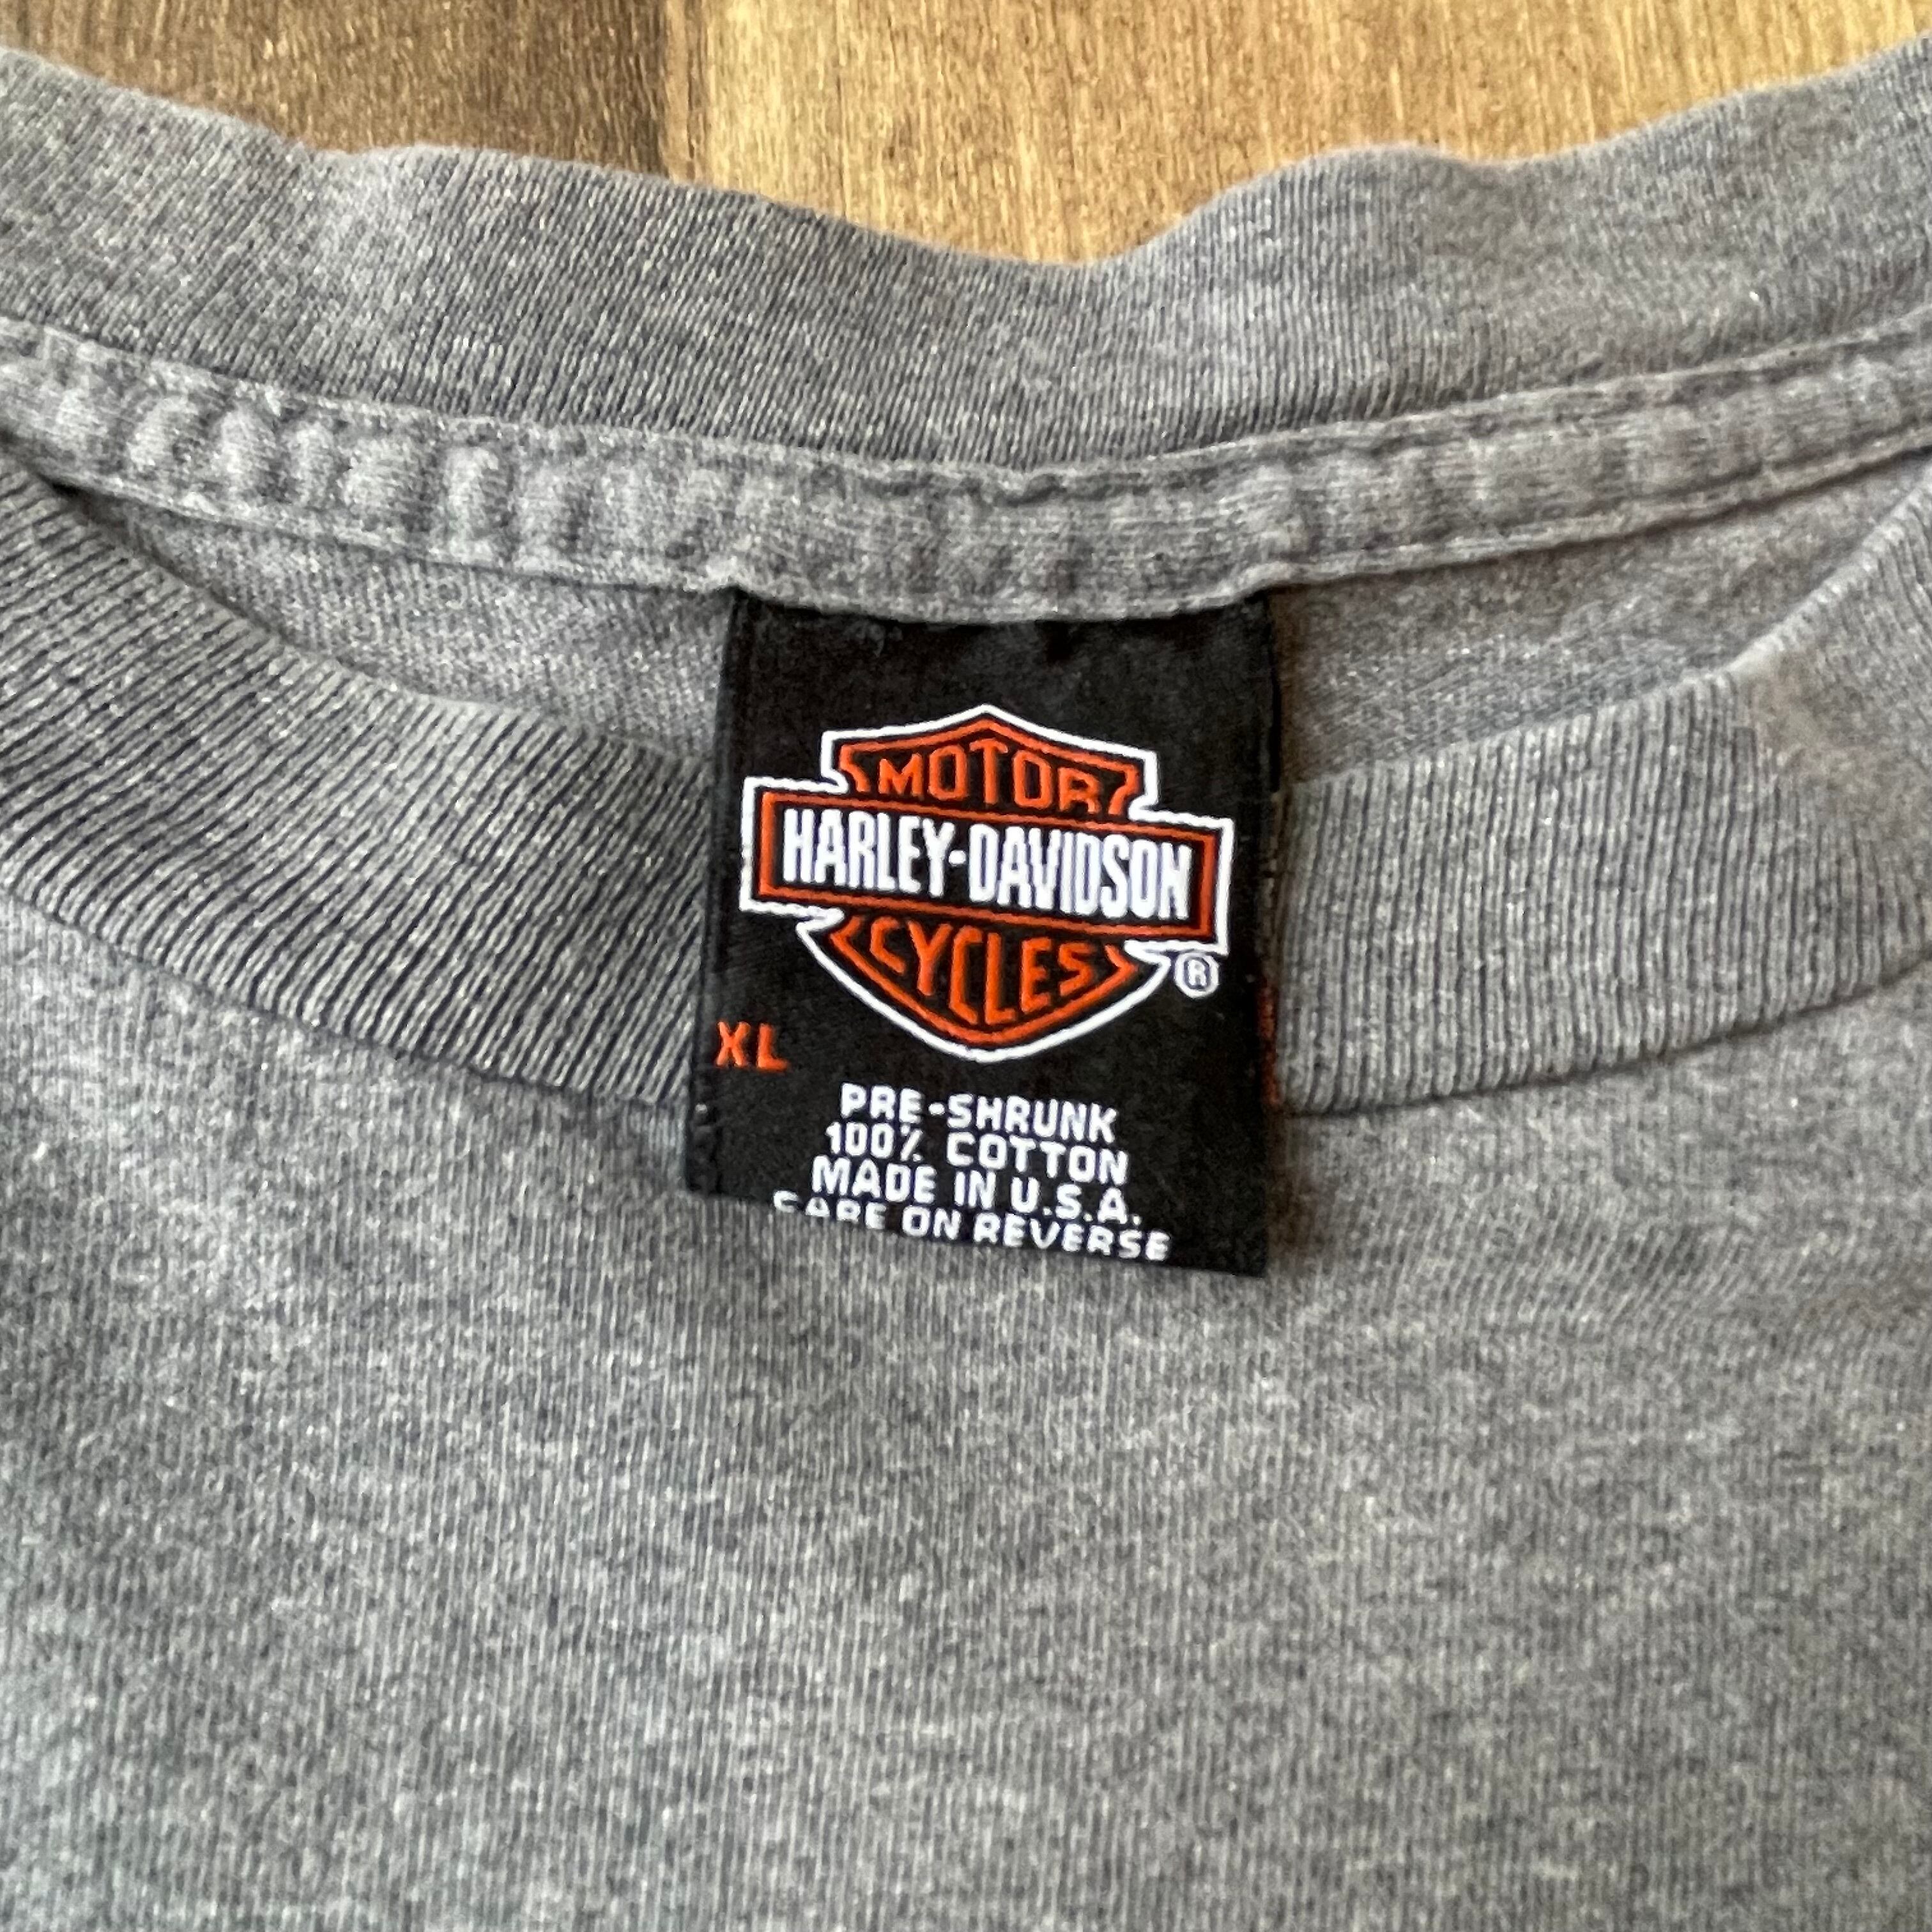 MOTOR
HARLEY-DAVIDSON
CYCLES
®
XL
PRE-SHRUNK
100% COTTON
MADE IN U.S.A.
CARE ON REVERSE